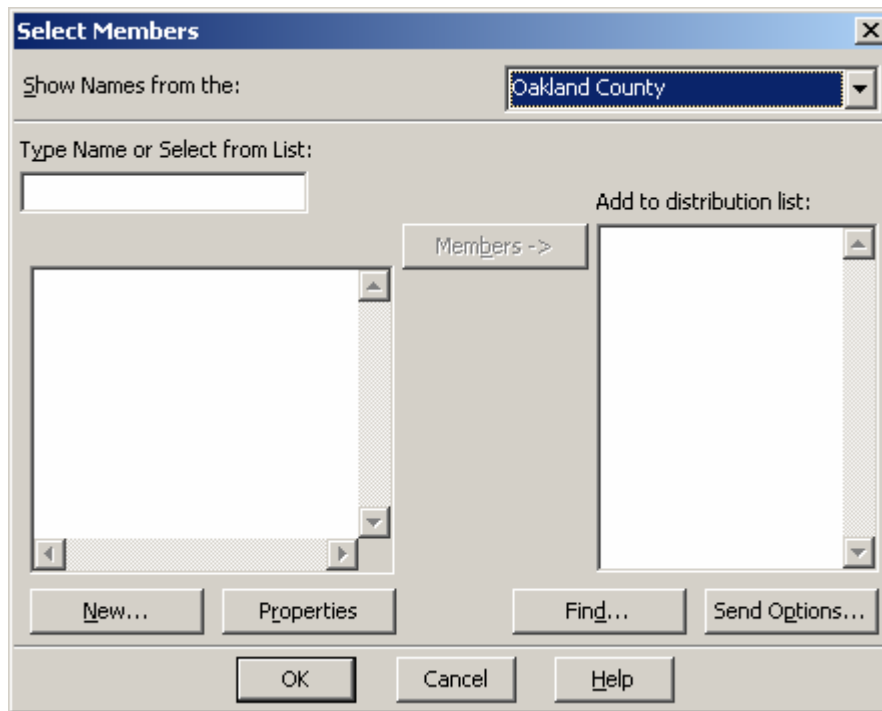 Select Members
Show Names from the:
Oakland County
Type Name or Select from List:
Add to distribution list:
Members ->
New...
Properties
Find...
Send Options...
OK
Cancel
Help